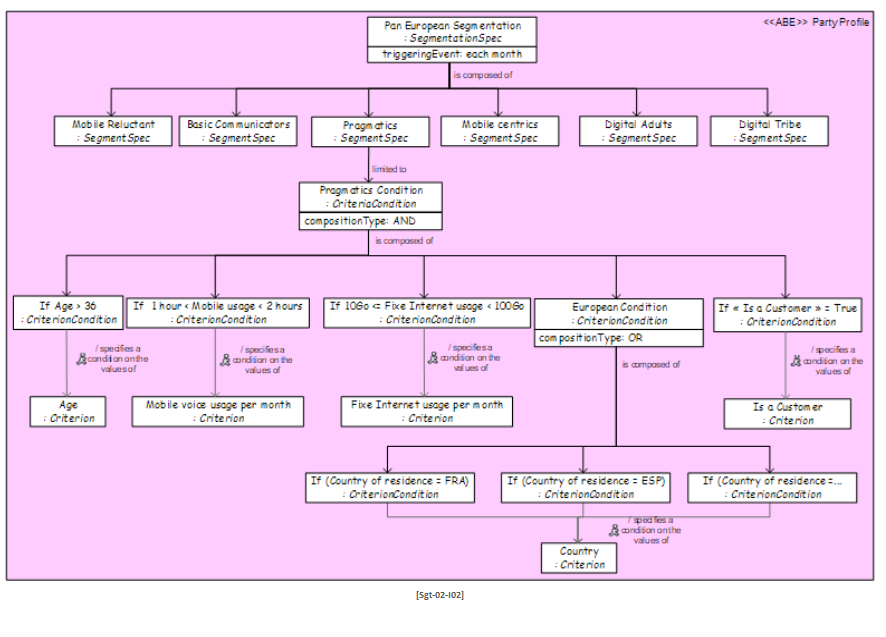 <<ABE>> Party Profile
Pan European Segmentation
: SegmentationSpec
triggeringEvent: each month
is composed of
Mobile Reluctant
: SegmentSpec
Basic Communicators
: SegmentSpec
Pragmatics
: SegmentSpec
Mobile centrics
: SegmentSpec
Digital Adults
: SegmentSpec
Digital Tribe
: SegmentSpec
limited to
Pragmatics Condition
: CriteriaCondition
compositionType: AND
is composed of
If Age > 36
: CriterionCondition
If 1 hour < Mobile usage < 2 hours
: CriterionCondition
If 10Go <= Fixe Internet usage < 100Go
: CriterionCondition
European Condition
: CriterionCondition
compositionType: OR
If « Is a Customer » = True
: CriterionCondition
/ specifies a
condition on the
values of
/ specifies a
condition on the
values of
/ specifies a
condition on the
values of
is composed of
/ specifies a
condition on the
values of
Age
: Criterion
Mobile voice usage per month
: Criterion
Fixe Internet usage per month
: Criterion
Is a Customer
: Criterion
If (Country of residence = FRA)
: CriterionCondition
If (Country of residence = ESP)
: CriterionCondition
If (Country of residence =...
: CriterionCondition
/ specifies a
condition on the
values of
Country
: Criterion
[Sgt-02-I02]